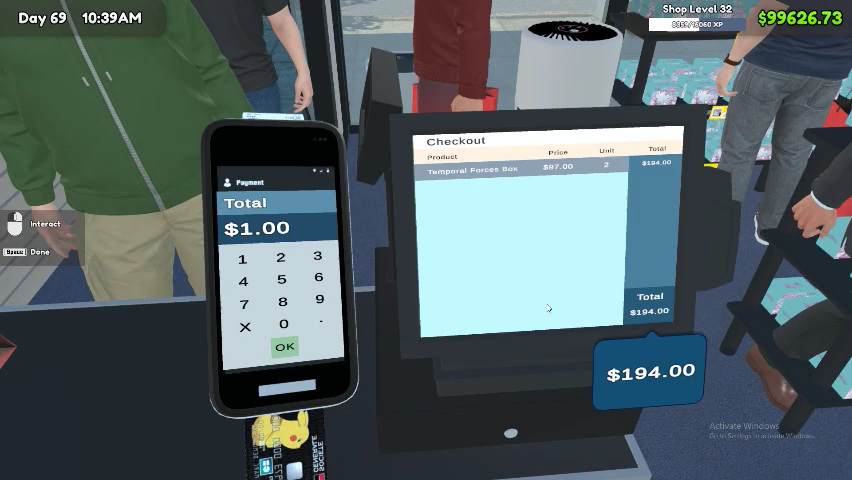 Day 69 10:39AM
Shop Level 32
$99626.73
Interact
Space Done
Payment
Total
$1.00
1 2 3
4 5 6
7 8 9
X 0 .
OK
Checkout
Product Price Unit Total
Temporal Forces Box $97.00 2 $194.00
Total
$194.00
$194.00
Activate Windows
Go to Settings to activate Windows.